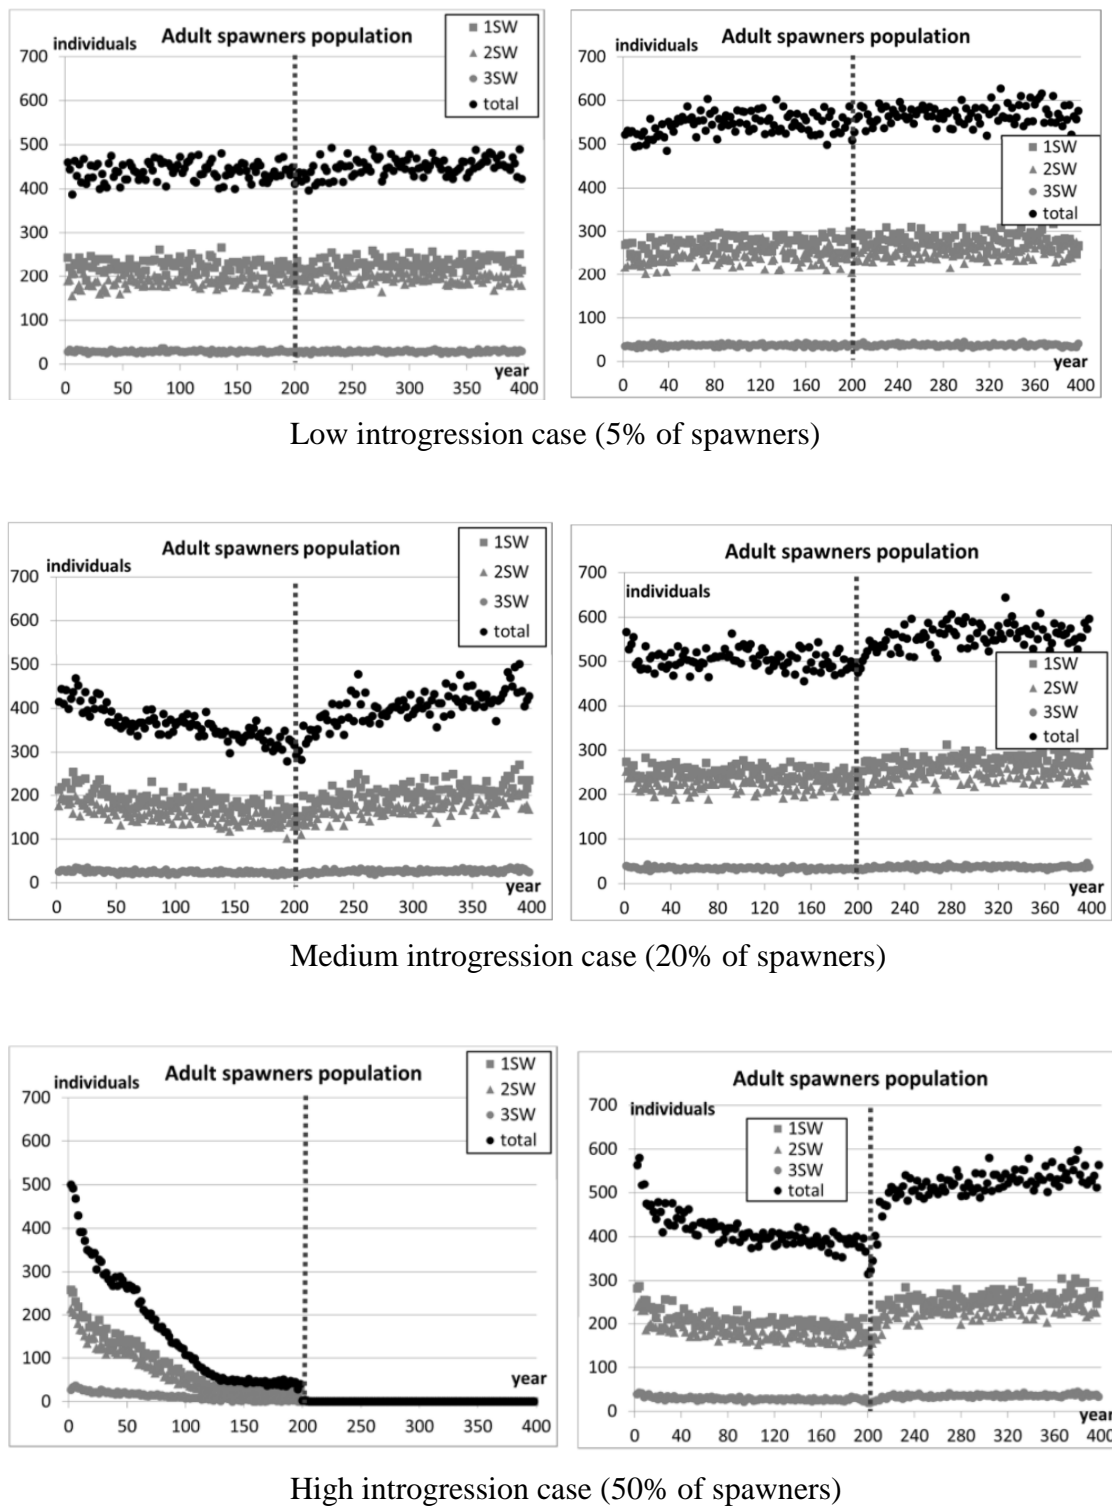 individuals
Adult spawners population
1SW
2SW
3SW
total
700
600
500
400
300
200
100
0
year
0 50 100 150 200 250 300 350 400
Adult spawners population
1SW
2SW
3SW
total
700
600
500
400
300
200
100
0
year
0 40 80 120 160 200 240 280 320 360 400
individuals
Low introgression case (5% of spawners)
Adult spawners population
individuals
1SW
2SW
3SW
total
700
600
500
400
300
200
100
0
year
0 50 100 150 200 250 300 350 400
Adult spawners population
individuals
1SW
2SW
3SW
total
700
600
500
400
300
200
100
0
year
0 40 80 120 160 200 240 280 320 360 400
Medium introgression case (20% of spawners)
individuals
Adult spawners population
1SW
2SW
3SW
total
700
600
500
400
300
200
100
0
year
0 50 100 150 200 250 300 350 400
Adult spawners population
individuals
1SW
2SW
3SW
total
700
600
500
400
300
200
100
0
year
0 40 80 120 160 200 240 280 320 360 400
High introgression case (50% of spawners)